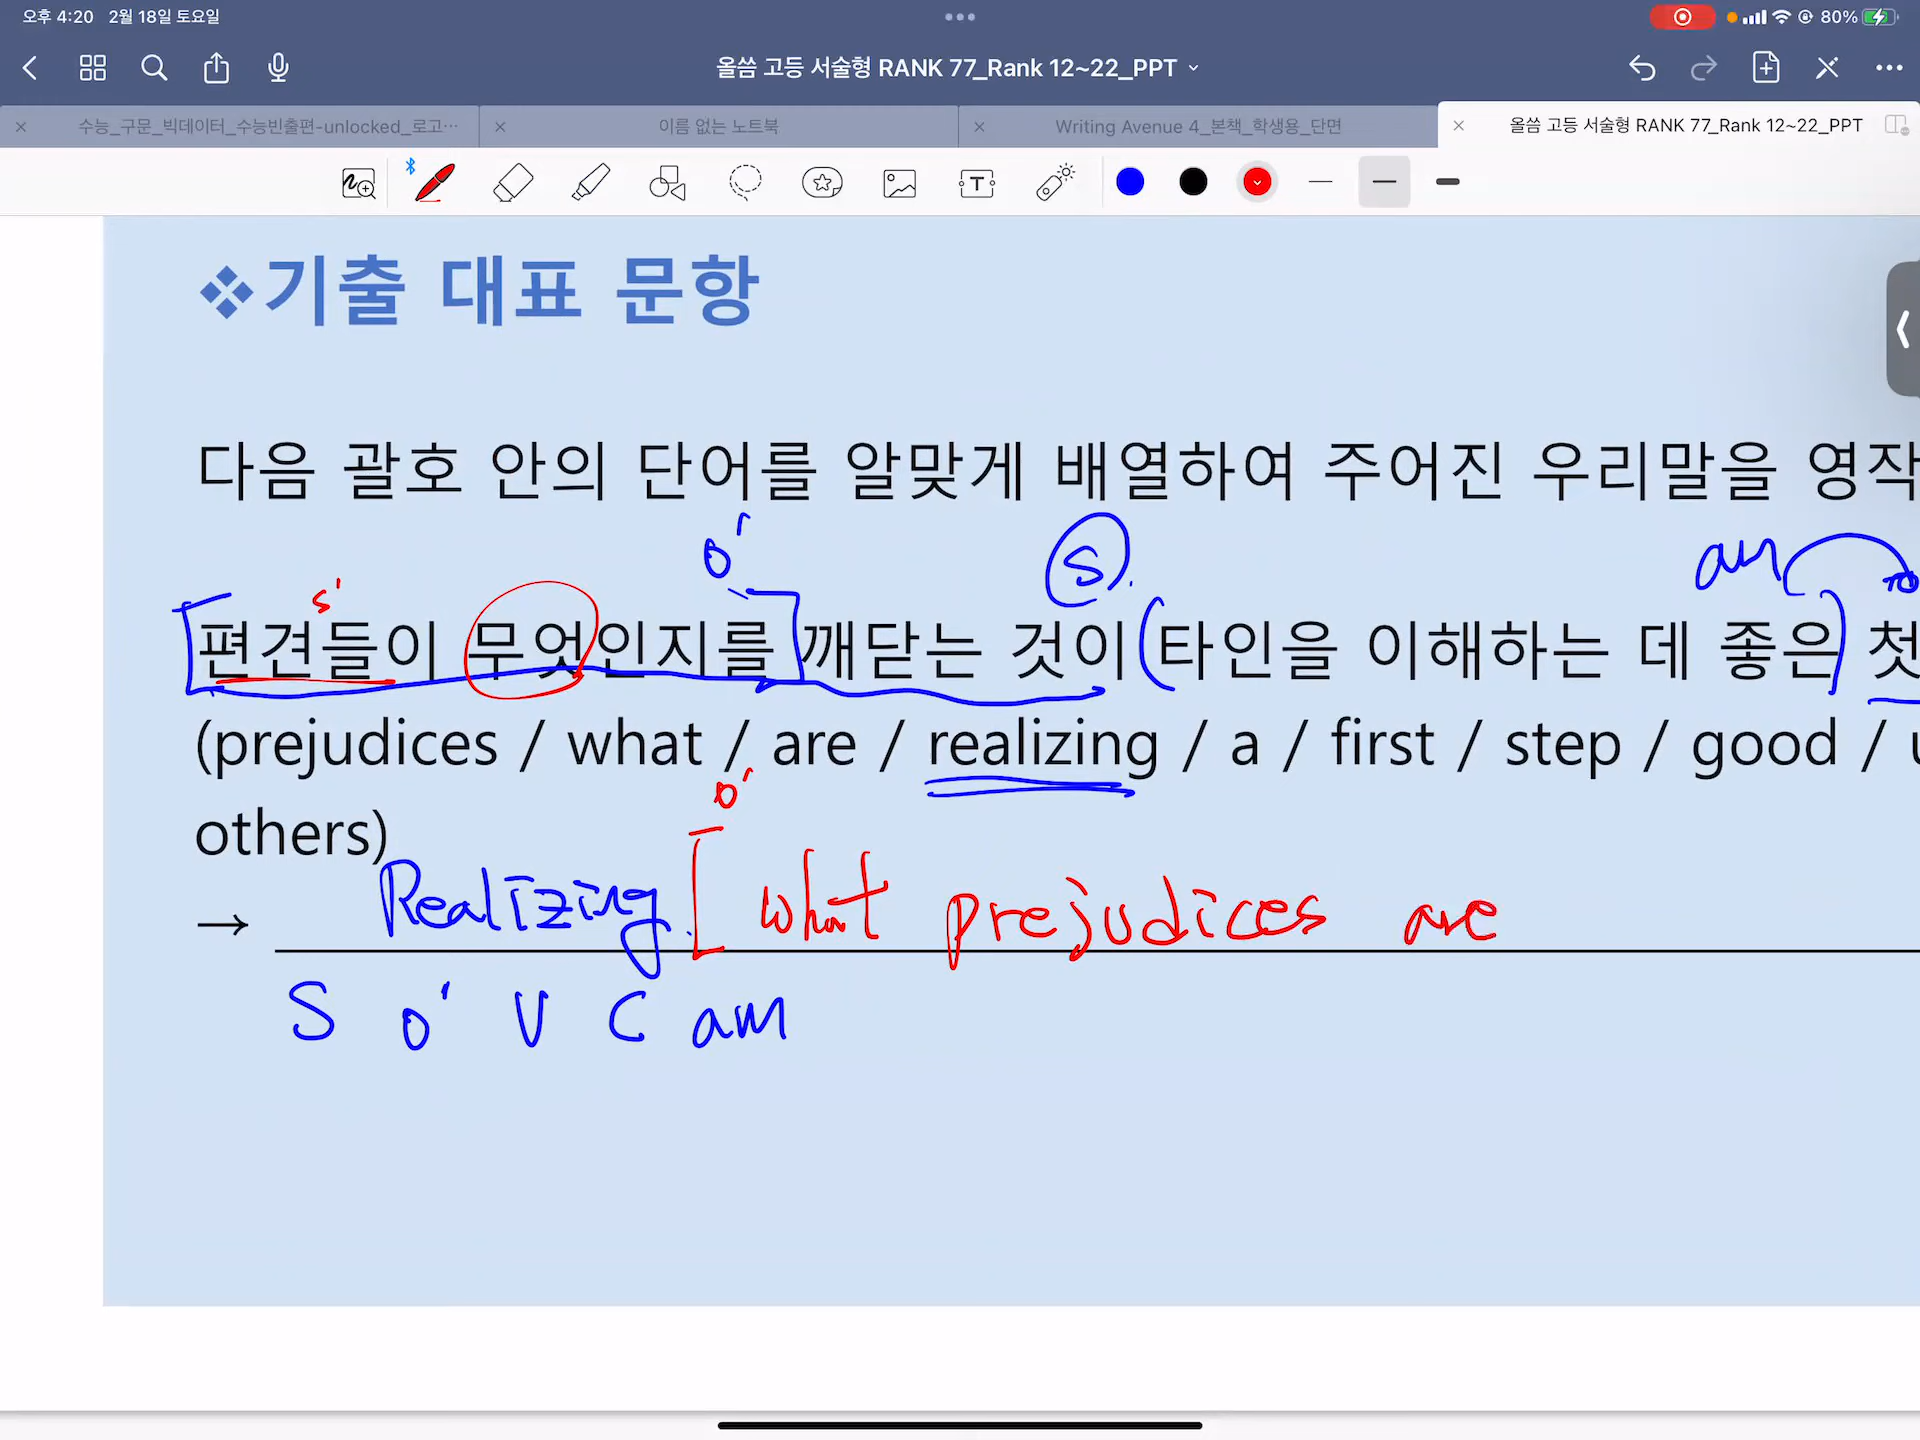 오후 4:20 2월 18일 토요일
80%
올씀 고등 서술형 RANK 77_Rank 12~22_PPT
수능_구문_빅데이터_수능빈출편-unlocked_로고…
이름 없는 노트북
Writing Avenue 4_본책_학생용_단면
올씀 고등 서술형 RANK 77_Rank 12~22_PPT
❖기출 대표 문항
다음 괄호 안의 단어를 알맞게 배열하여 주어진 우리말을 영작
o' S am
s'
편견들이 무엇인지를 깨닫는 것이 (타인을 이해하는 데 좋은) 첫
(prejudices / what / are / realizing / a / first / step / good /
o'
others)
→ Realizing [ what prejudices are
S o' V C am